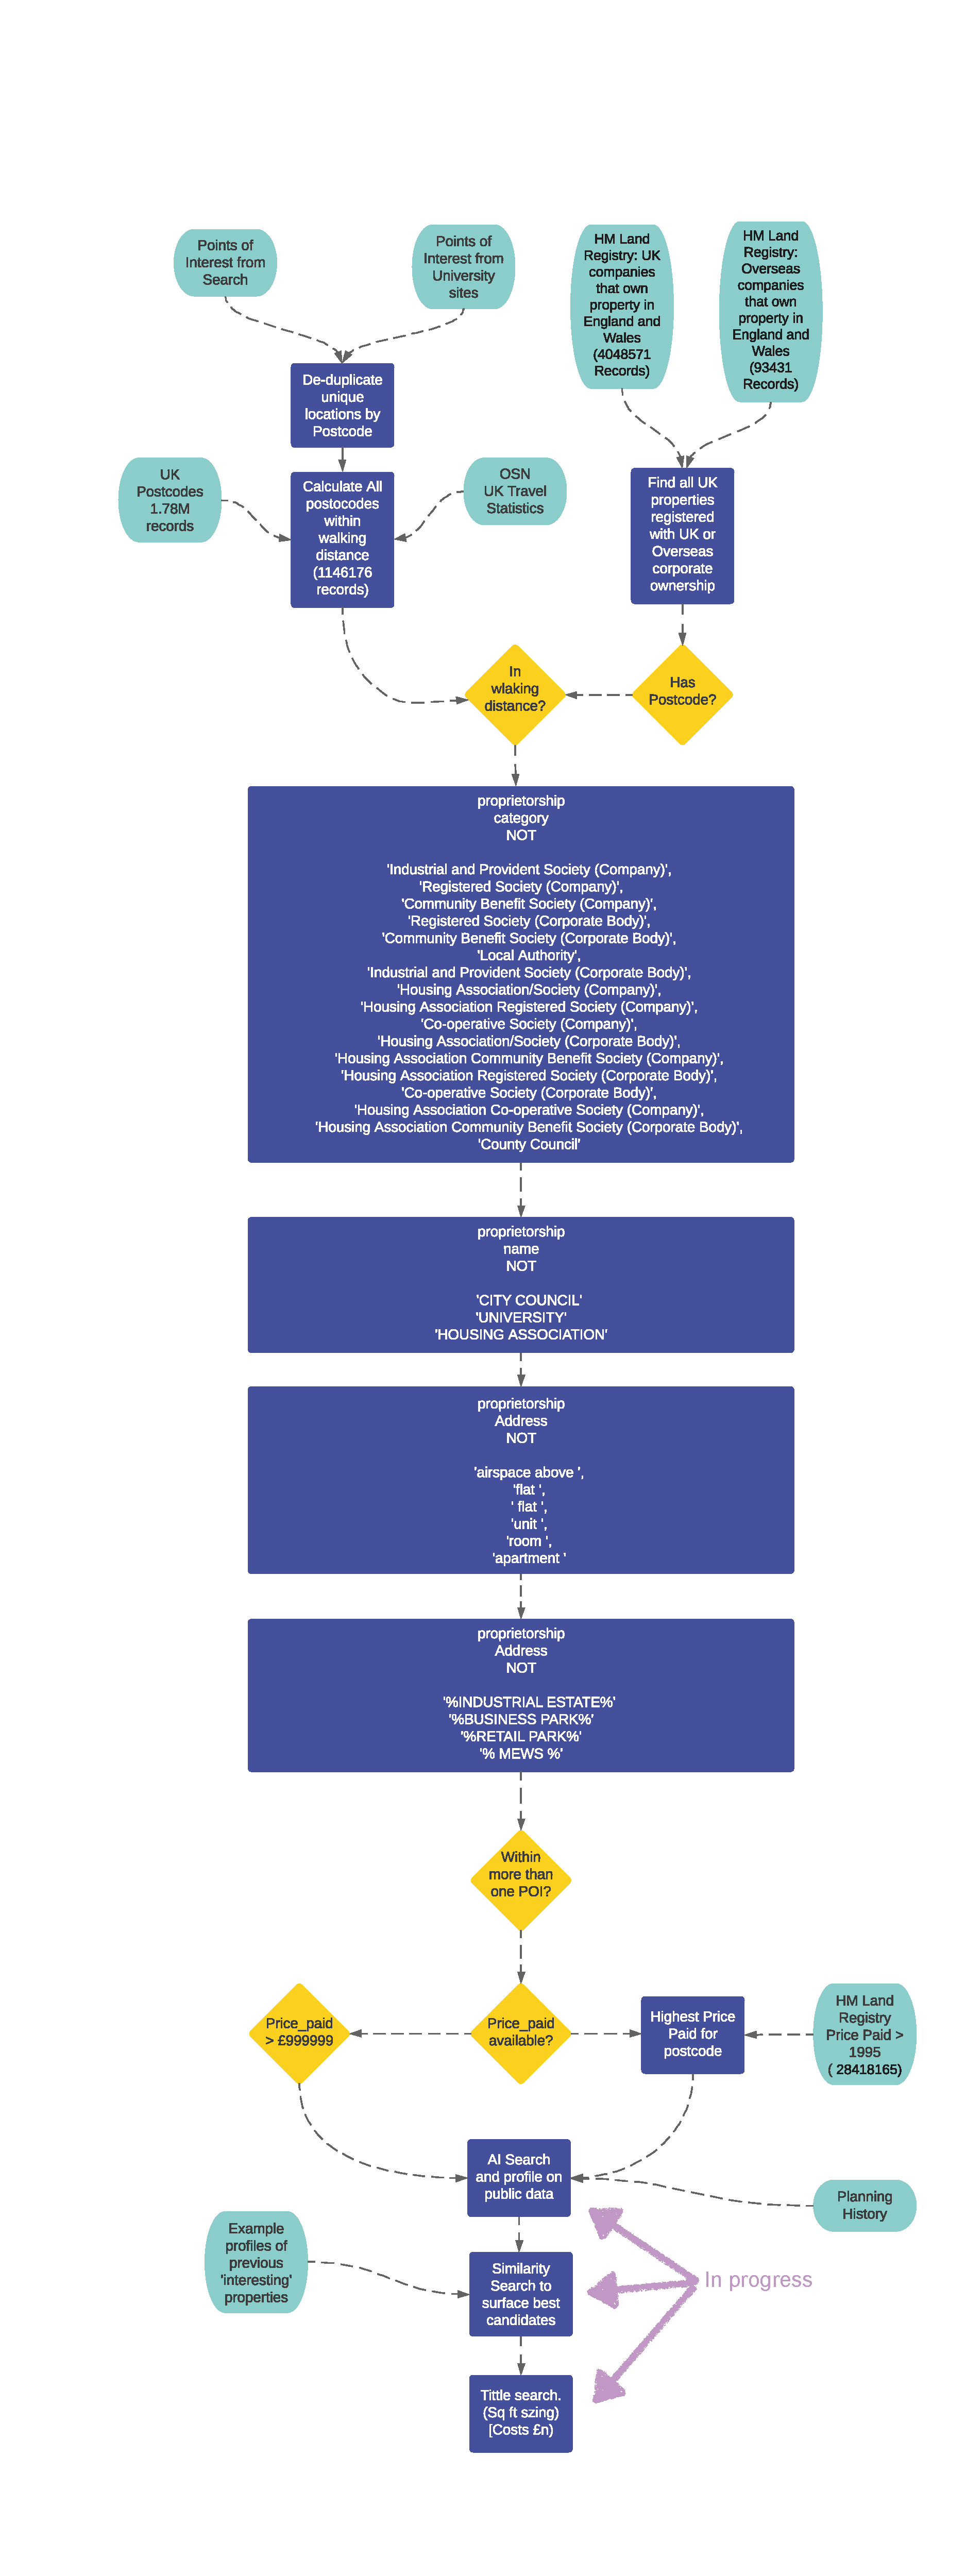 Points of
Interest from
Search
Points of
Interest from
University
sites
HM Land
Registry: UK
companies
that own
property in
England and
Wales
(4048571
Records)
HM Land
Registry:
Overseas
companies
that own
property in
England and
Wales
(93431
Records)
De-duplicate
unique
locations by
Postcode
UK
Postcodes
1.78M
records
Calculate All
postocodes
within
walking
distance
(1146176
records)
OSN
UK Travel
Statistics
Find all UK
properties
registered
with UK or
Overseas
corporate
ownership
In
wlaking
distance?
Has
Postcode?
proprietorship
category
NOT
'Industrial and Provident Society (Company)',
'Registered Society (Company)',
'Community Benefit Society (Company)',
'Registered Society (Corporate Body)',
'Community Benefit Society (Corporate Body)',
'Local Authority',
'Industrial and Provident Society (Corporate Body)',
'Housing Association/Society (Company)',
'Housing Association Registered Society (Company)',
'Co-operative Society (Company)',
'Housing Association/Society (Corporate Body)',
'Housing Association Community Benefit Society (Company)',
'Housing Association Registered Society (Corporate Body)',
'Co-operative Society (Corporate Body)',
'Housing Association Co-operative Society (Company)',
'Housing Association Community Benefit Society (Corporate Body)',
'County Council'
proprietorship
name
NOT
'CITY COUNCIL'
'UNIVERSITY'
'HOUSING ASSOCIATION'
proprietorship
Address
NOT
'airspace above ',
'flat ',
' flat ',
'unit ',
'room ',
'apartment '
proprietorship
Address
NOT
'%INDUSTRIAL ESTATE%'
'%BUSINESS PARK%'
'%RETAIL PARK%'
'% MEWS %'
Within
more than
one POI?
Price_paid
> £999999
Price_paid
available?
Highest Price
Paid for
postcode
HM Land
Registry
Price Paid >
1995
( 28418165)
AI Search
and profile on
public data
Planning
History
Example
profiles of
previous
'interesting'
properties
Similarity
Search to
surface best
candidates
In progress
Tittle search.
(Sq ft szing)
[Costs £n)